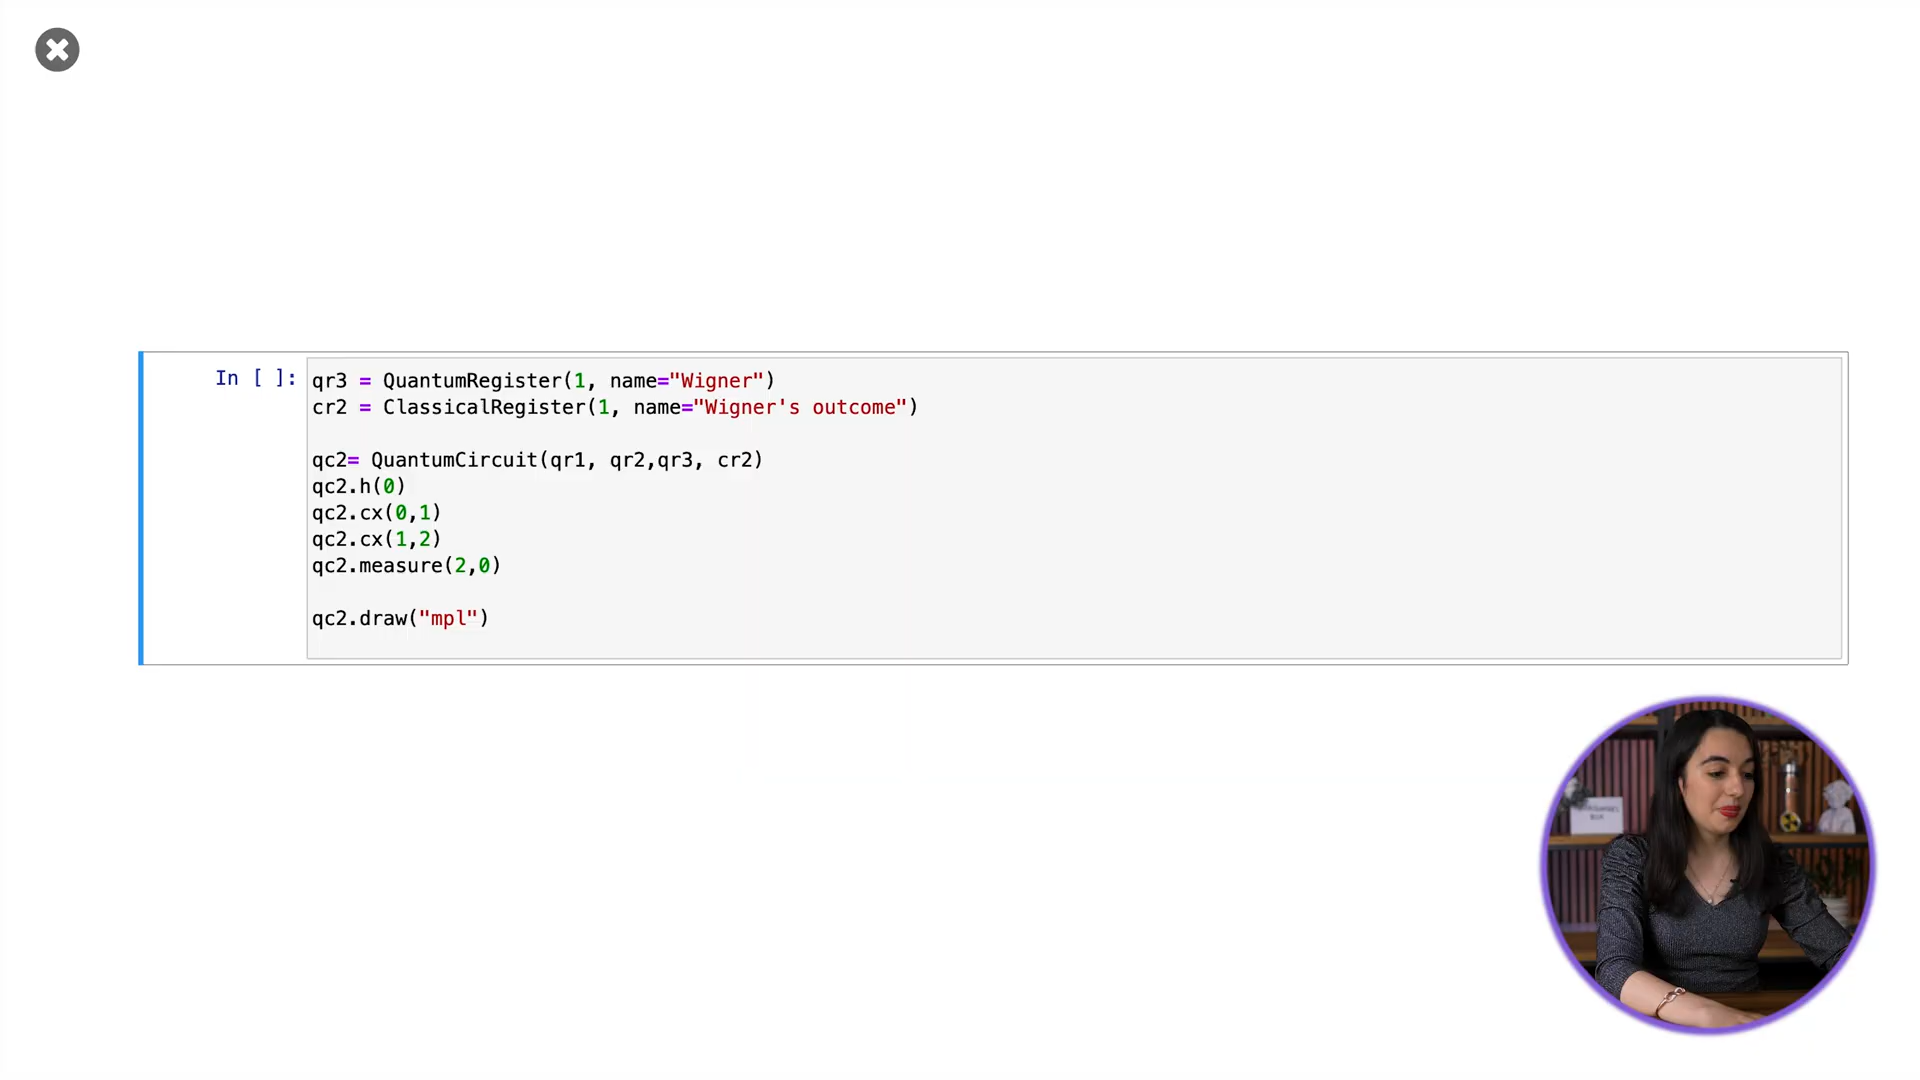 In [ ]:
qr3 = QuantumRegister(1, name="Wigner")
cr2 = ClassicalRegister(1, name="Wigner's outcome")
qc2= QuantumCircuit(qr1, qr2,qr3, cr2)
qc2.h(0)
qc2.cx(0,1)
qc2.cx(1,2)
qc2.measure(2,0)
qc2.draw("mpl")